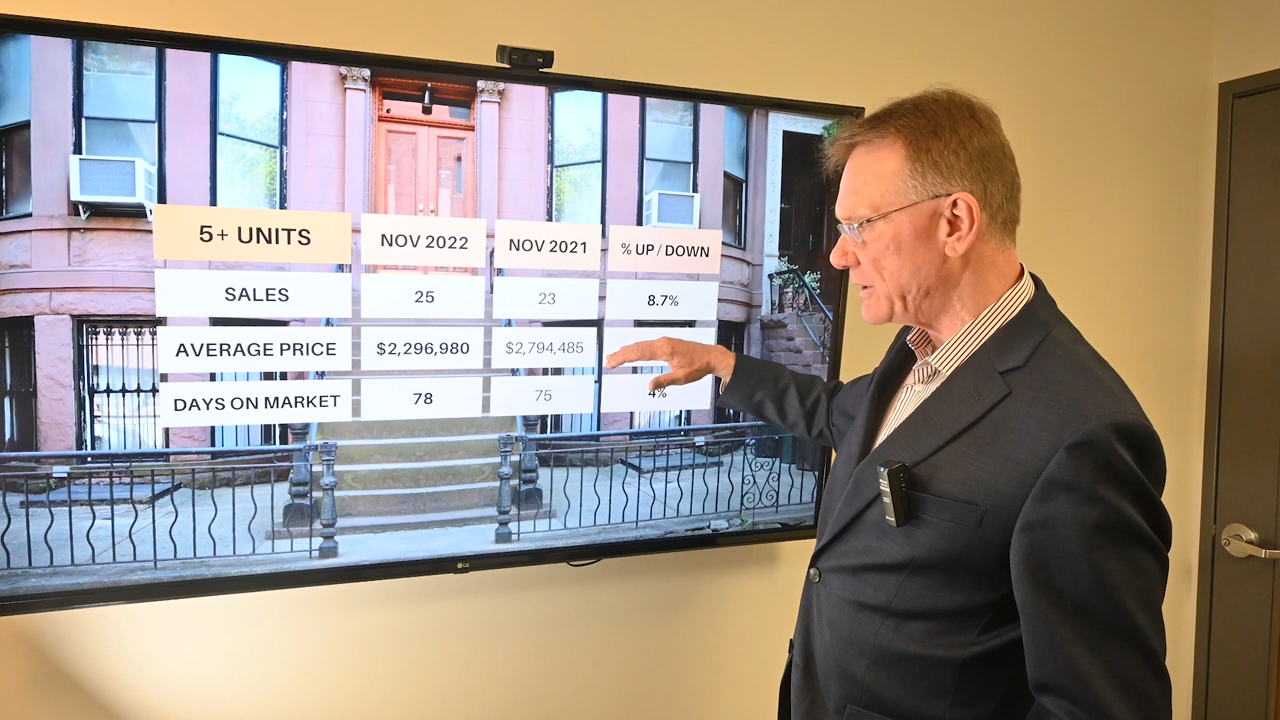 5+ UNITS NOV 2022 NOV 2021 % UP / DOWN
SALES 25 23 8.7%
AVERAGE PRICE $2,296,980 $2,794,485
DAYS ON MARKET 78 75 4%
LG